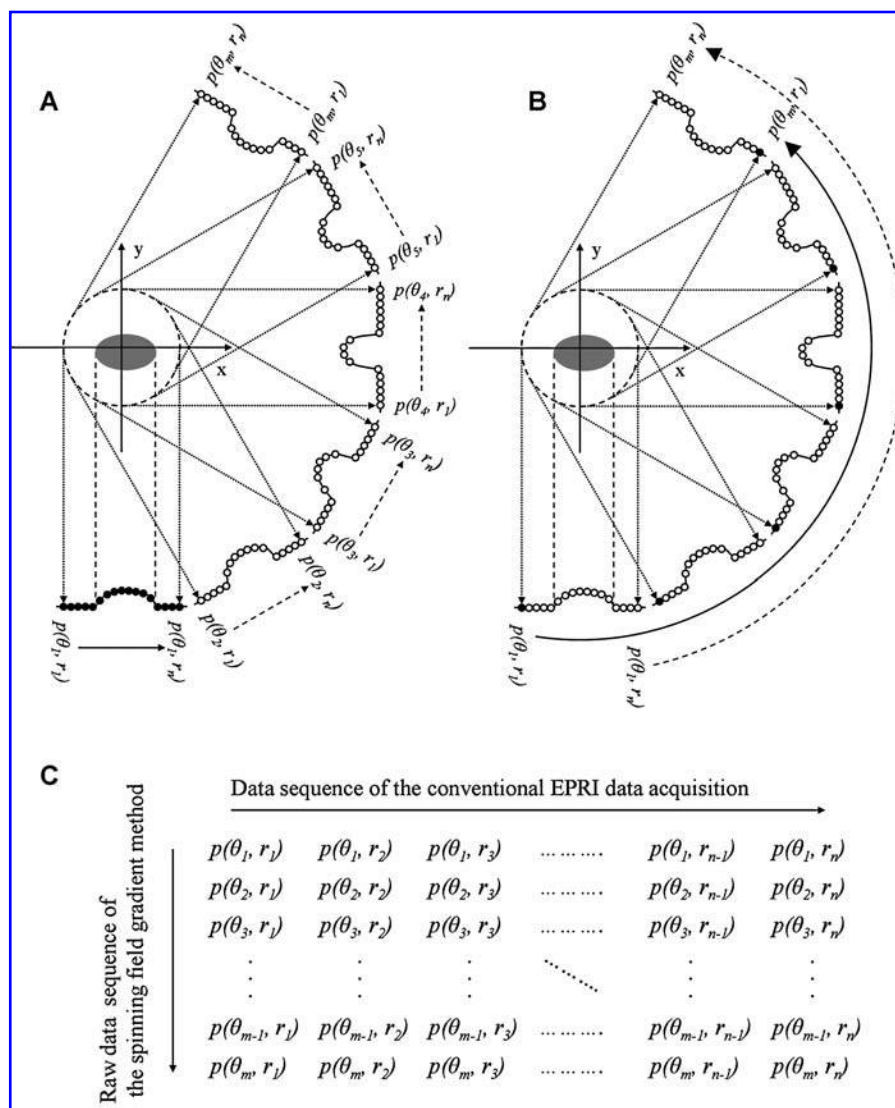 A
p(θm, rn)
p(θm, r1)
p(θ5, rn)
p(θ5, r1)
p(θ4, rn)
p(θ4, r1)
p(θ3, rn)
p(θ3, r1)
p(θ2, rn)
p(θ2, r1)
p(θ1, r1)
p(θ1, rn)
y
x
B
p(θm, rn)
p(θm, r1)
y
x
p(θ1, r1)
p(θ1, rn)
C
Data sequence of the conventional EPRI data acquisition
Raw data sequence of
the spinning field gradient method
p(θ1, r1) p(θ1, r2) p(θ1, r3) ……….  p(θ1, rn-1) p(θ1, rn)
p(θ2, r1) p(θ2, r2) p(θ2, r3) ……….  p(θ2, rn-1) p(θ2, rn)
p(θ3, r1) p(θ3, r2) p(θ3, r3) ……….  p(θ3, rn-1) p(θ3, rn)
p(θm-1, r1) p(θm-1, r2) p(θm-1, r3) ……….  p(θm-1, rn-1) p(θm-1, rn)
p(θm, r1) p(θm, r2) p(θm, r3) ……….  p(θm, rn-1) p(θm, rn)